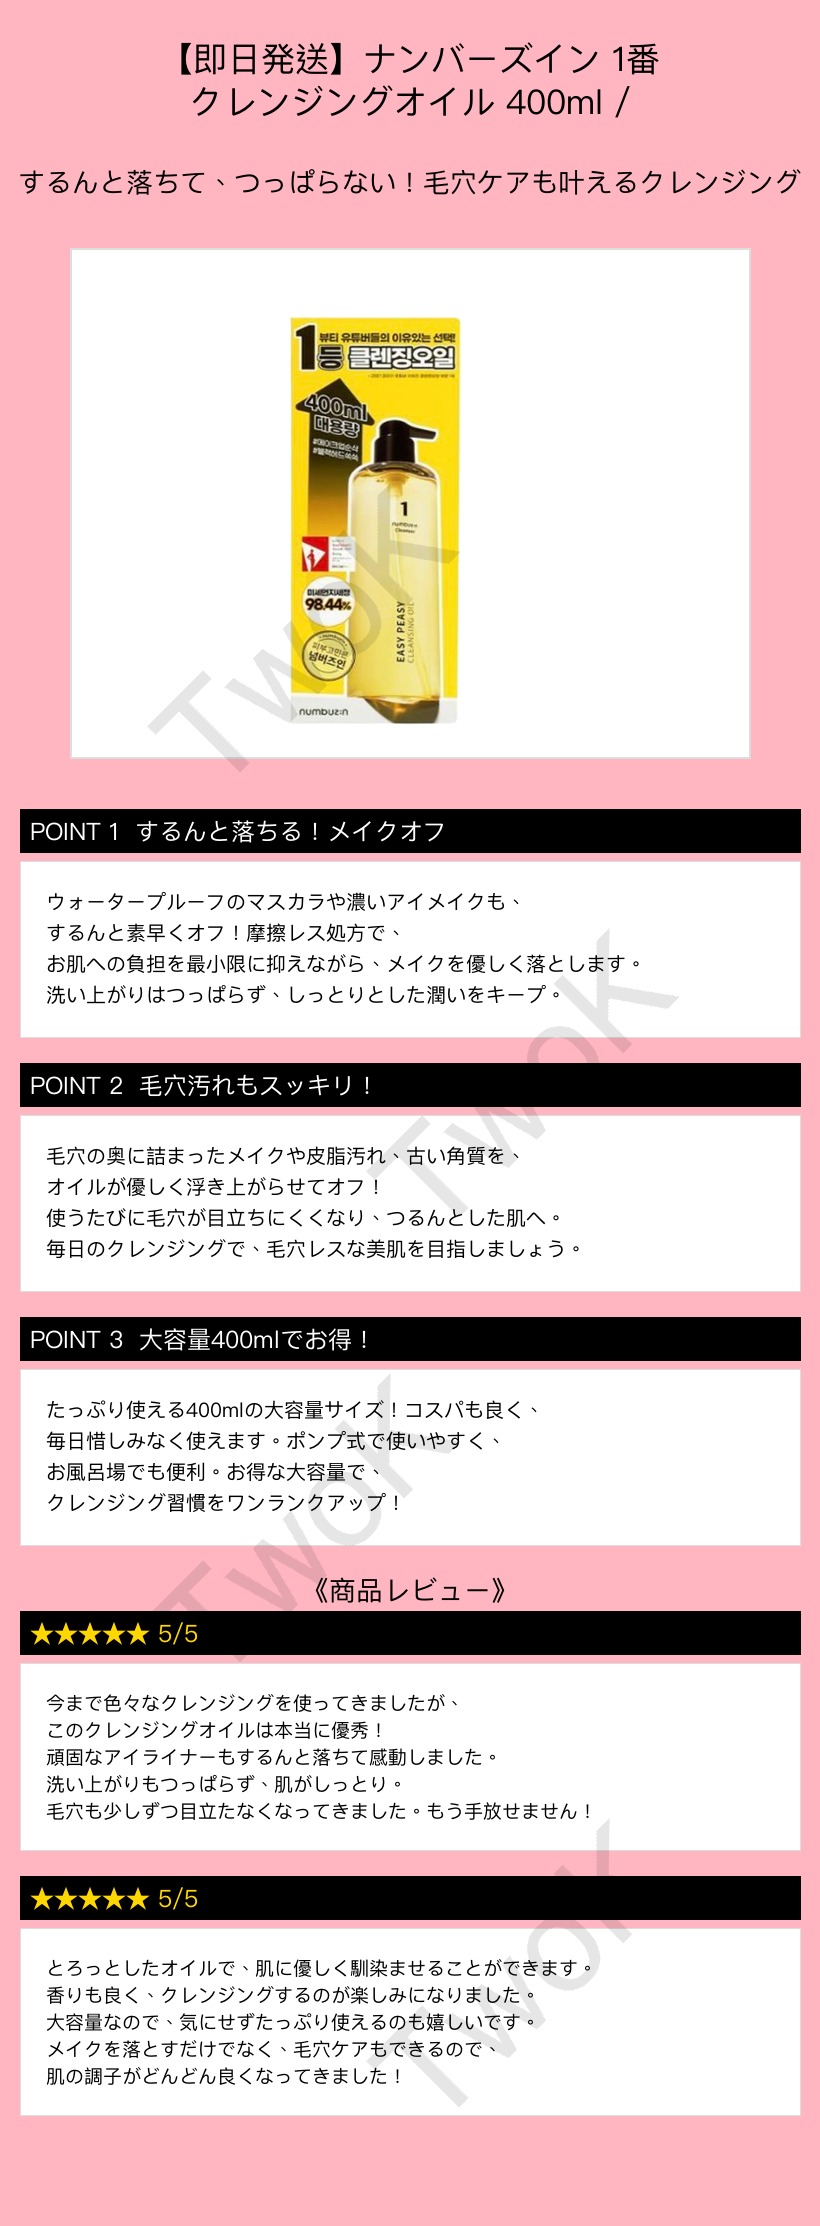 【即日発送】ナンバーズイン 1番
クレンジングオイル 400ml /
するんと落ちて、つっぱらない！毛穴ケアも叶えるクレンジング
뷰티 유튜버들의 이유있는 선택!
1등 클렌징오일
400ml
대용량
#메이크업순삭
#블랙헤드쏙쏙
1
numbuz:n
Cleanser
미세먼지세정
98.44%
피부고민은
넘버즈인
EASY PEASY
CLEANSING OIL
numbuz:n
TwoK
POINT 1 するんと落ちる！メイクオフ
ウォータープルーフのマスカラや濃いアイメイクも、
するんと素早くオフ！摩擦レス処方で、
お肌への負担を最小限に抑えながら、メイクを優しく落とします。
洗い上がりはつっぱらず、しっとりとした潤いをキープ。
TwoK
POINT 2 毛穴汚れもスッキリ！
毛穴の奥に詰まったメイクや皮脂汚れ、古い角質を、
オイルが優しく浮き上がらせてオフ！
使うたびに毛穴が目立ちにくくなり、つるんとした肌へ。
毎日のクレンジングで、毛穴レスな美肌を目指しましょう。
POINT 3 大容量400mlでお得！
たっぷり使える400mlの大容量サイズ！コスパも良く、
毎日惜しみなく使えます。ポンプ式で使いやすく、
お風呂場でも便利。お得な大容量で、
クレンジング習慣をワンランクアップ！
TwoK
《商品レビュー》
★★★★★ 5/5
今まで色々なクレンジングを使ってきましたが、
このクレンジングオイルは本当に優秀！
頑固なアイライナーもするんと落ちて感動しました。
洗い上がりもつっぱらず、肌がしっとり。
毛穴も少しずつ目立たなくなってきました。もう手放せません！
★★★★★ 5/5
とろっとしたオイルで、肌に優しく馴染ませることができます。
香りも良く、クレンジングするのが楽しみになりました。
大容量なので、気にせずたっぷり使えるのも嬉しいです。
メイクを落とすだけでなく、毛穴ケアもできるので、
肌の調子がどんどん良くなってきました！
TwoK